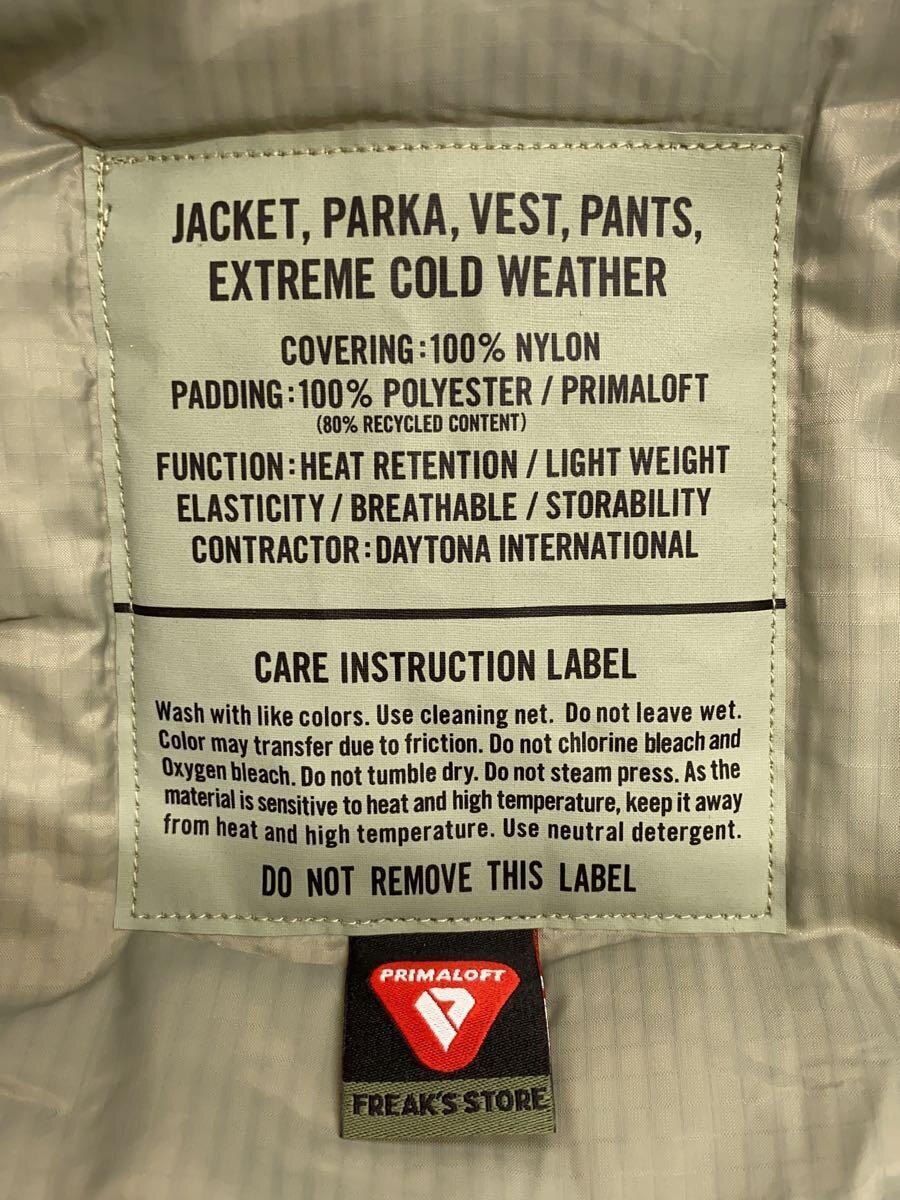 JACKET, PARKA, VEST, PANTS,
EXTREME COLD WEATHER
COVERING:100% NYLON
PADDING:100% POLYESTER / PRIMALOFT
(80% RECYCLED CONTENT)
FUNCTION:HEAT RETENTION / LIGHT WEIGHT
ELASTICITY / BREATHABLE / STORABILITY
CONTRACTOR:DAYTONA INTERNATIONAL
CARE INSTRUCTION LABEL
Wash with like colors. Use cleaning net. Do not leave wet.
Color may transfer due to friction. Do not chlorine bleach and
Oxygen bleach. Do not tumble dry. Do not steam press. As the
material is sensitive to heat and high temperature, keep it away
from heat and high temperature. Use neutral detergent.
DO NOT REMOVE THIS LABEL
PRIMALOFT
FREAK'S STORE